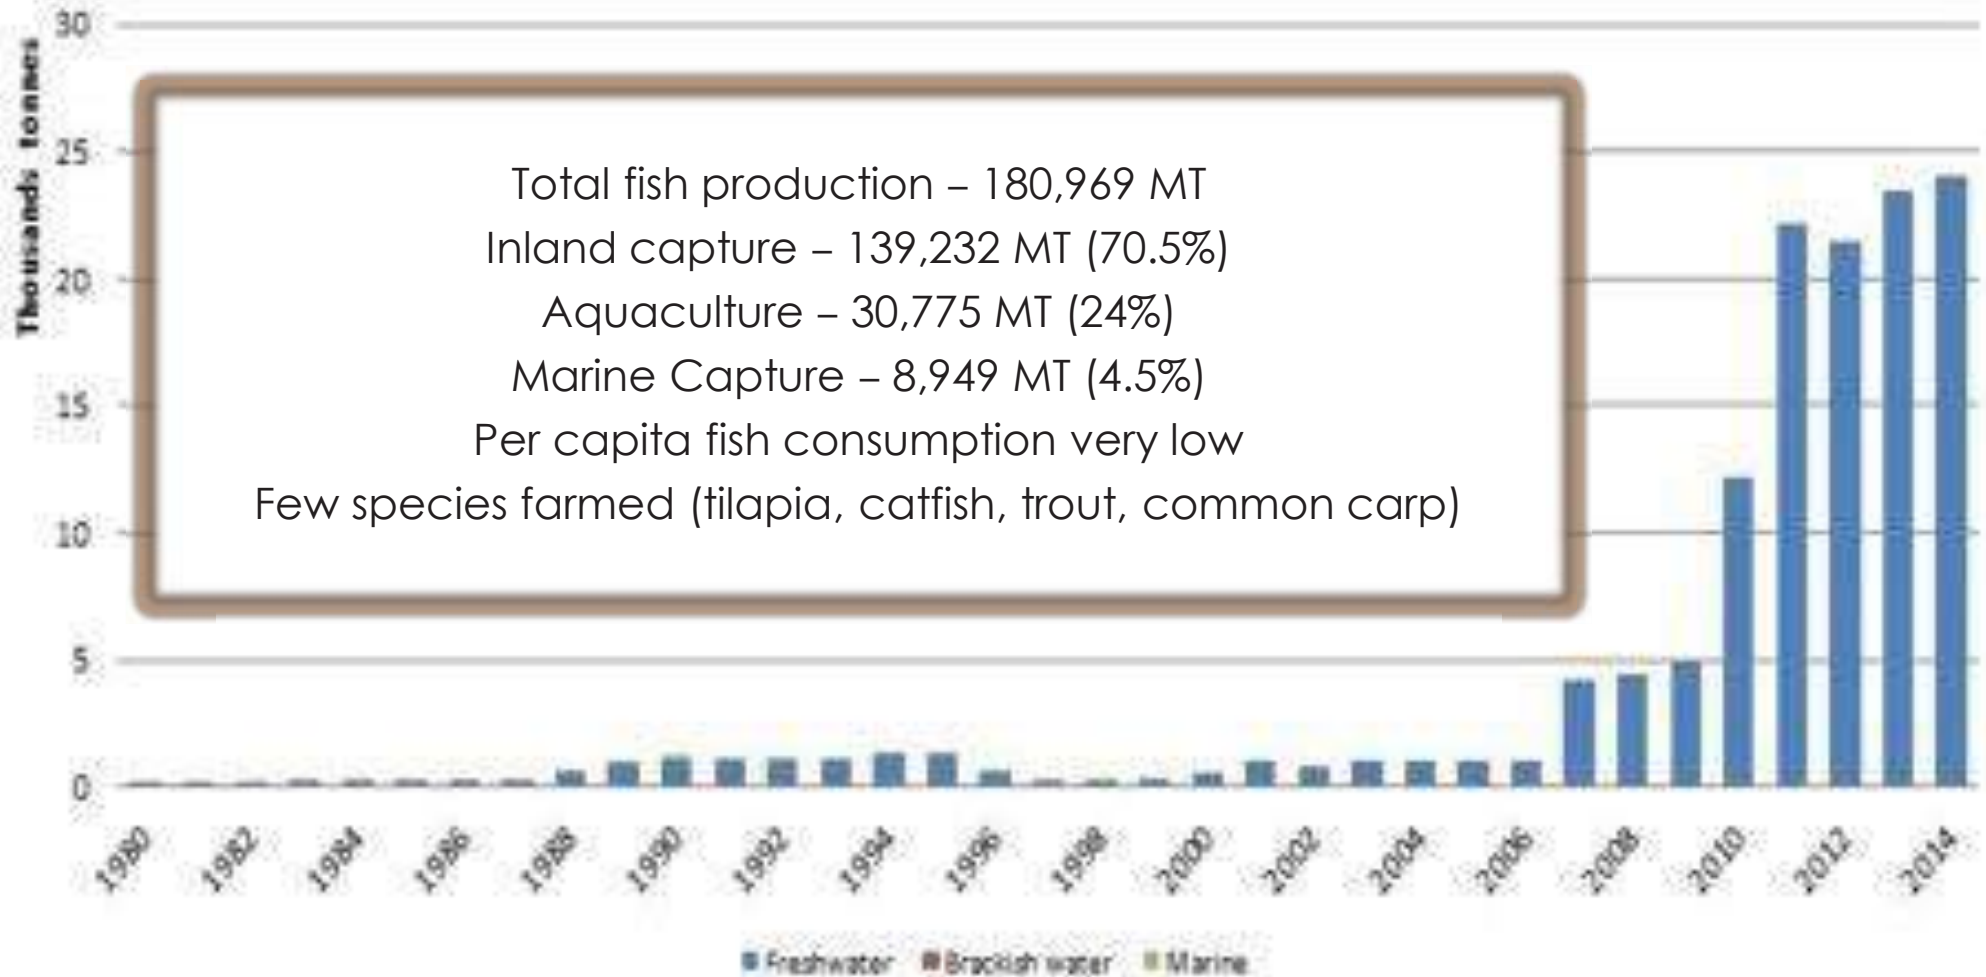 Thousands tonnes
30
25
20
15
10
5
0
Total fish production – 180,969 MT
Inland capture – 139,232 MT (70.5%)
Aquaculture – 30,775 MT (24%)
Marine Capture – 8,949 MT (4.5%)
Per capita fish consumption very low
Few species farmed (tilapia, catfish, trout, common carp)
1980 1982 1984 1986 1988 1990 1992 1994 1996 1998 2000 2002 2004 2006 2008 2010 2012 2014
Freshwater Brackish water Marine